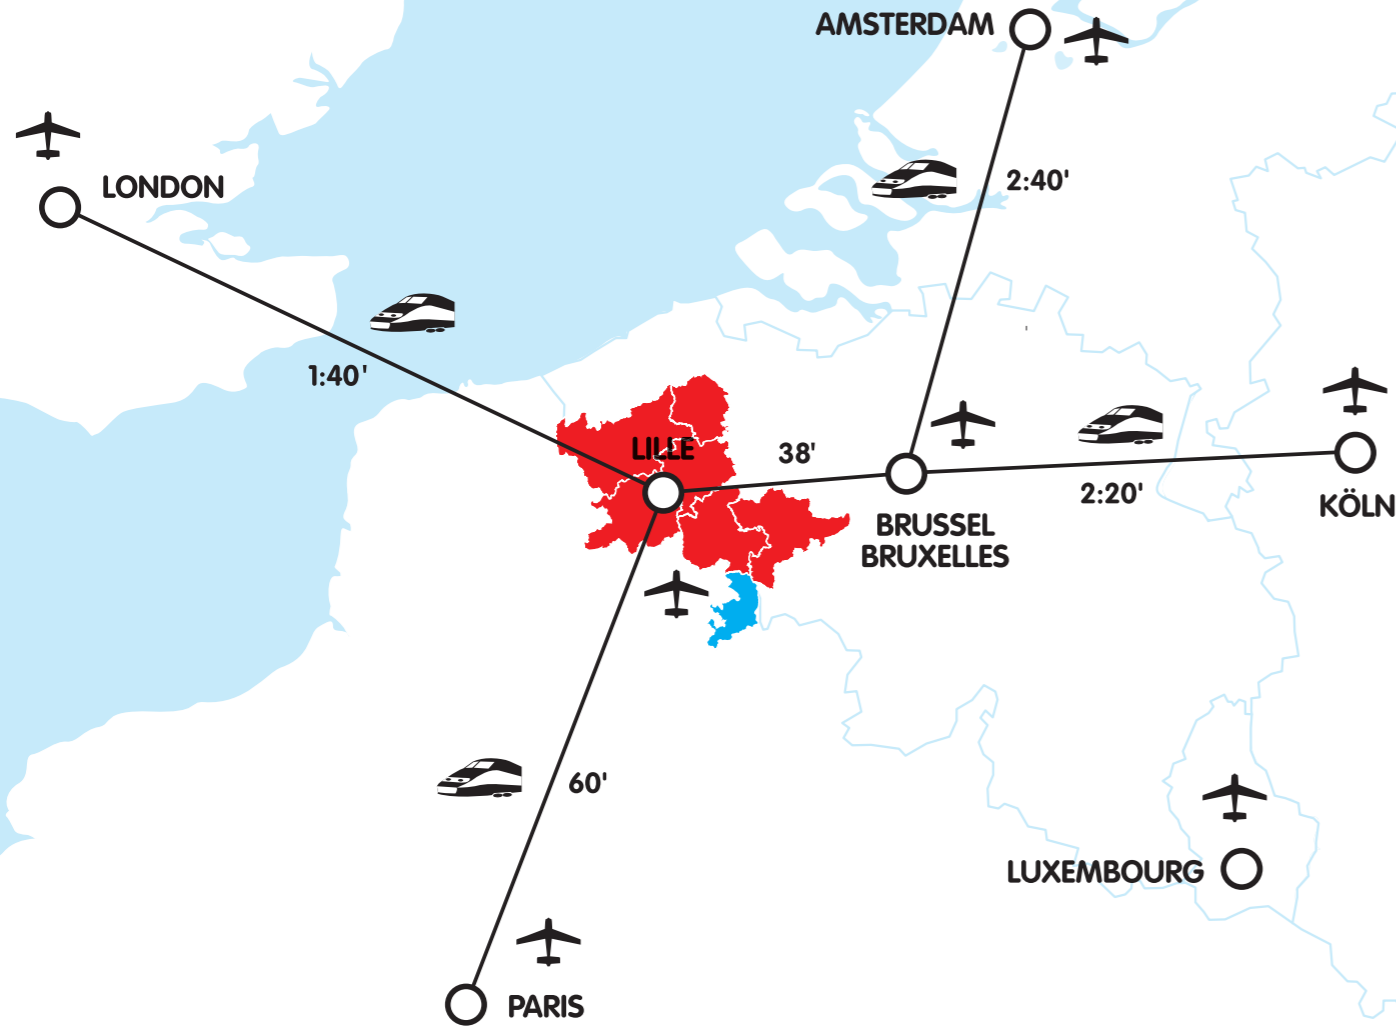 AMSTERDAM
LONDON
2:40'
1:40'
LILLE
38'
2:20'
KÖLN
BRUSSEL
BRUXELLES
60'
LUXEMBOURG
PARIS